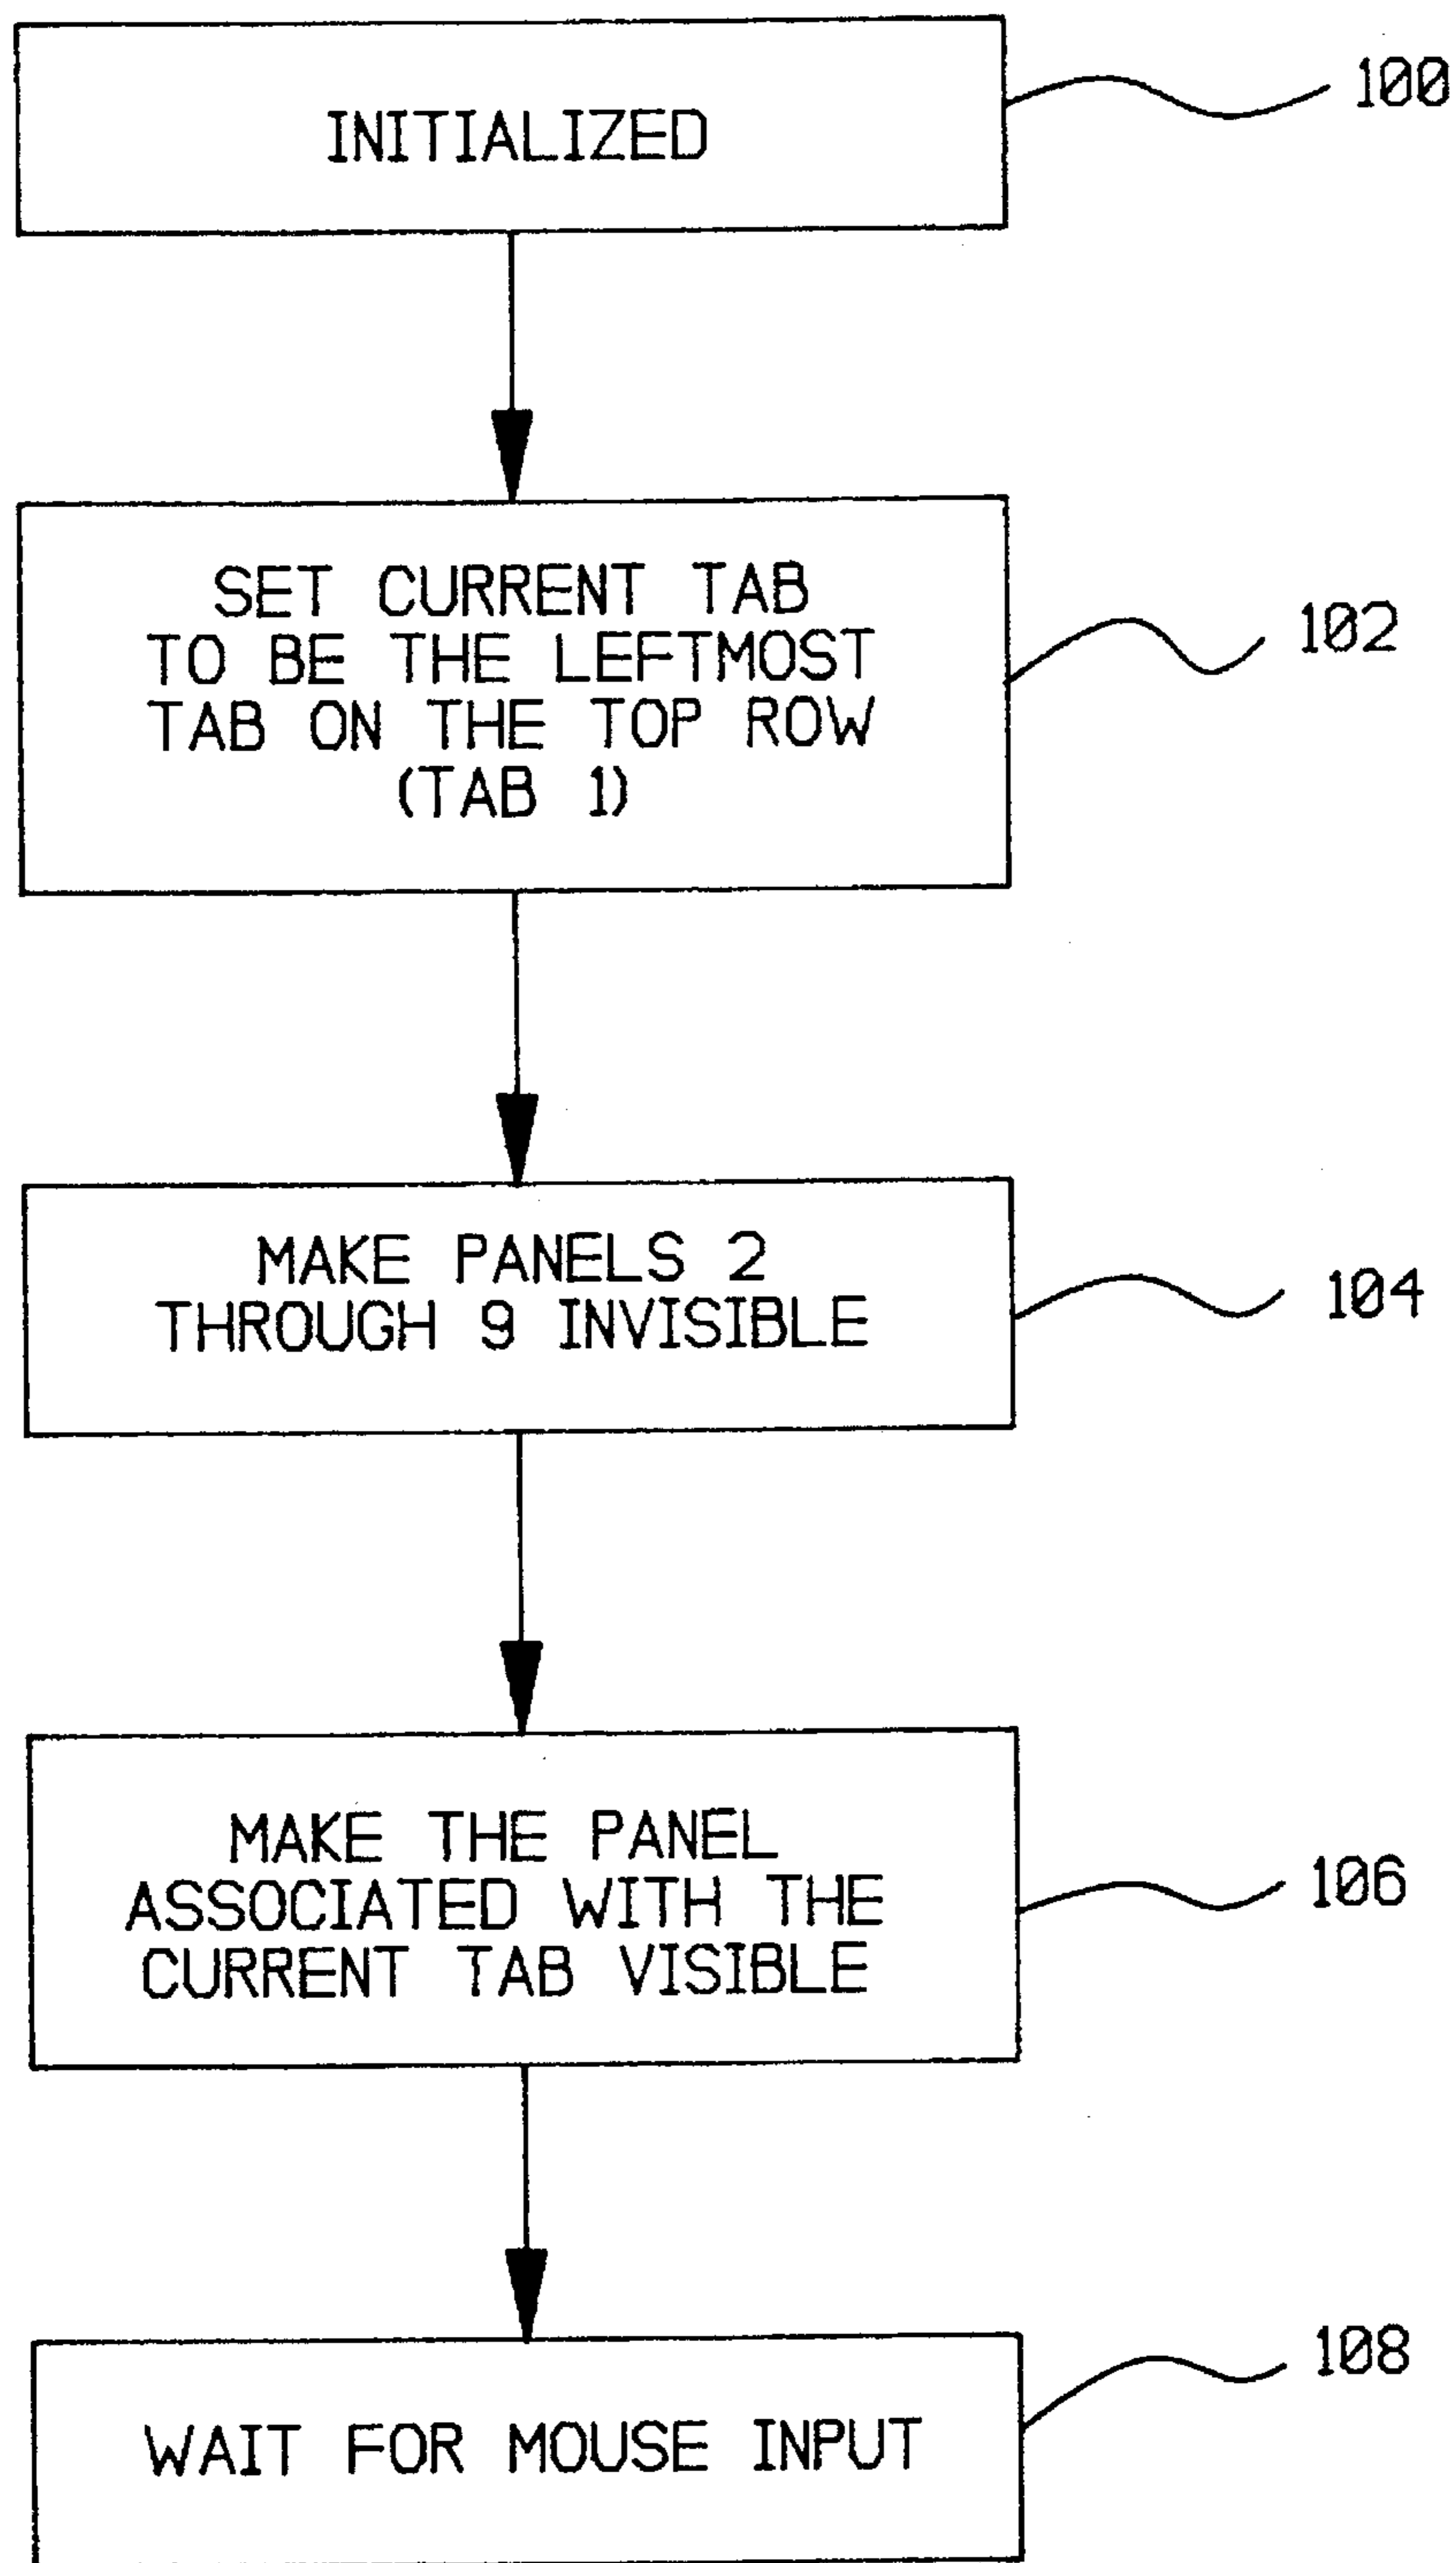 INITIALIZED
100
SET CURRENT TAB
TO BE THE LEFTMOST
TAB ON THE TOP ROW
(TAB 1)
102
MAKE PANELS 2
THROUGH 9 INVISIBLE
104
MAKE THE PANEL
ASSOCIATED WITH THE
CURRENT TAB VISIBLE
106
WAIT FOR MOUSE INPUT
108